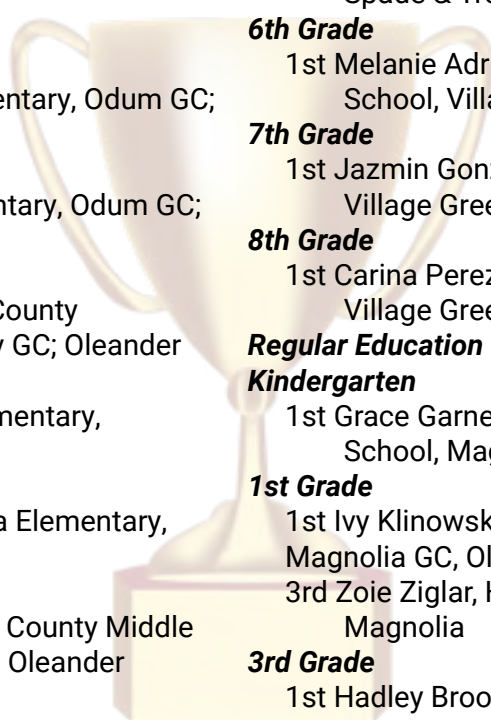 entary, Odum GC;
ntary, Odum GC;
County
GC; Oleander
mentary,
Elementary,
County Middle
Oleander
6th Grade
1st Melanie Adr
School, Villa
7th Grade
1st Jazmin Gon
Village Gree
8th Grade
1st Carina Perez
Village Gree
Regular Education
Kindergarten
1st Grace Garne
School, Mag
1st Grade
1st Ivy Klinowsk
Magnolia GC, Ol
3rd Zoie Ziglar, H
Magnolia
3rd Grade
1st Hadley Broo